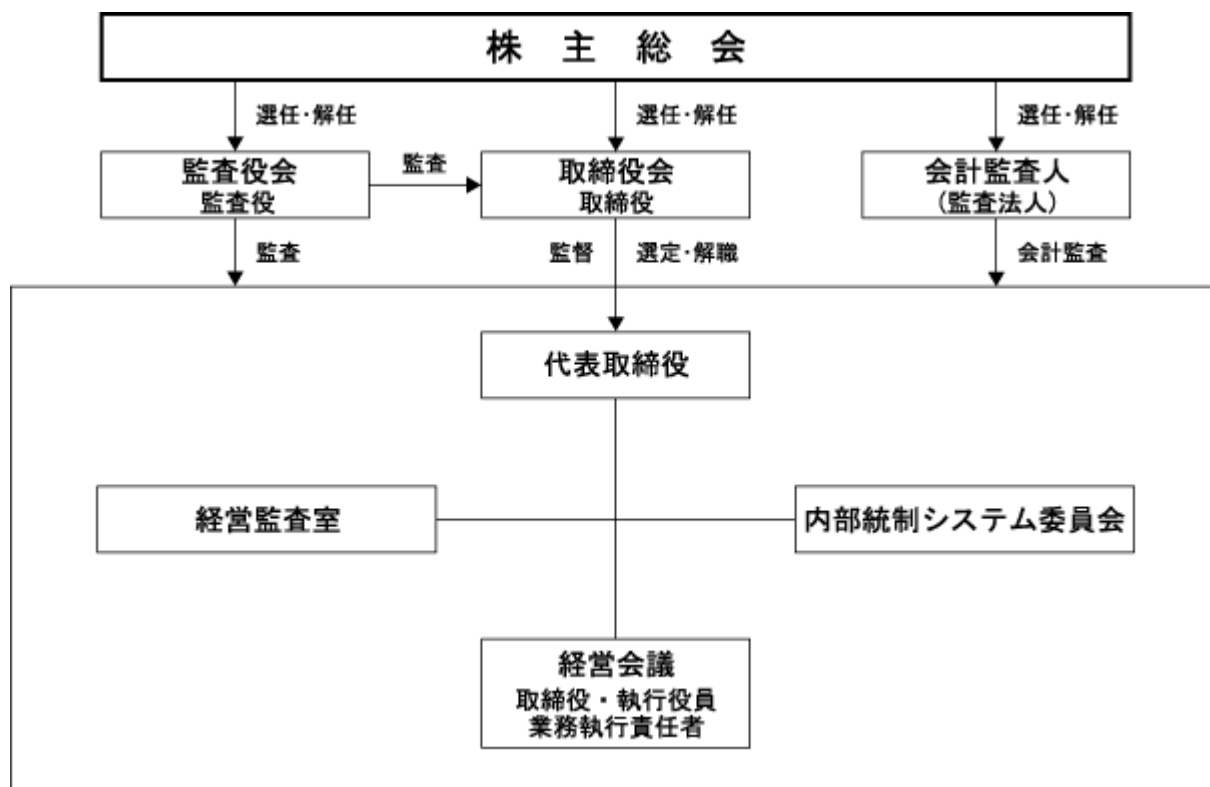 株主総会
選任・解任
選任・解任
選任・解任
監査役会
監査役
監査
取締役会
取締役
会計監査人
(監査法人)
監査
監督
選定・解職
会計監査
代表取締役
経営監査室
内部統制システム委員会
経営会議
取締役・執行役員
業務執行責任者